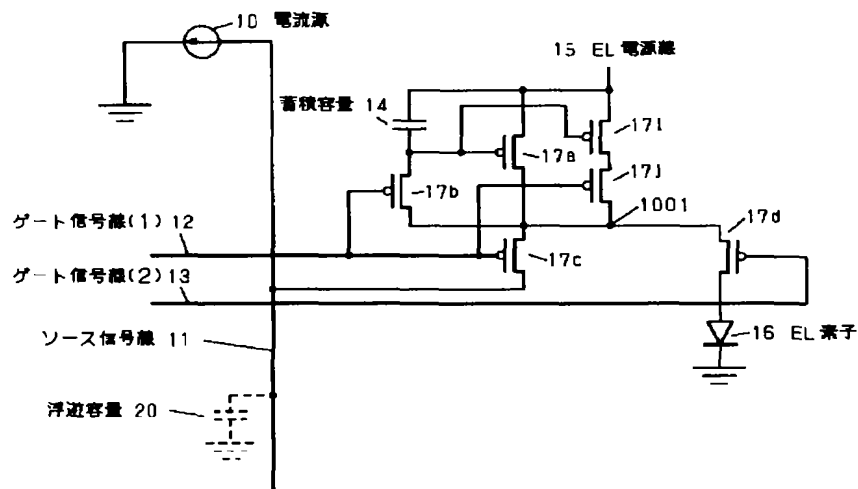 10 電流源
15 EL 電源線
蓄積容量 14
17i
17a
17j
17b
1001
17d
ゲート信号線(1) 12
17c
ゲート信号線(2) 13
ソース信号線 11
16 EL 素子
浮遊容量 20